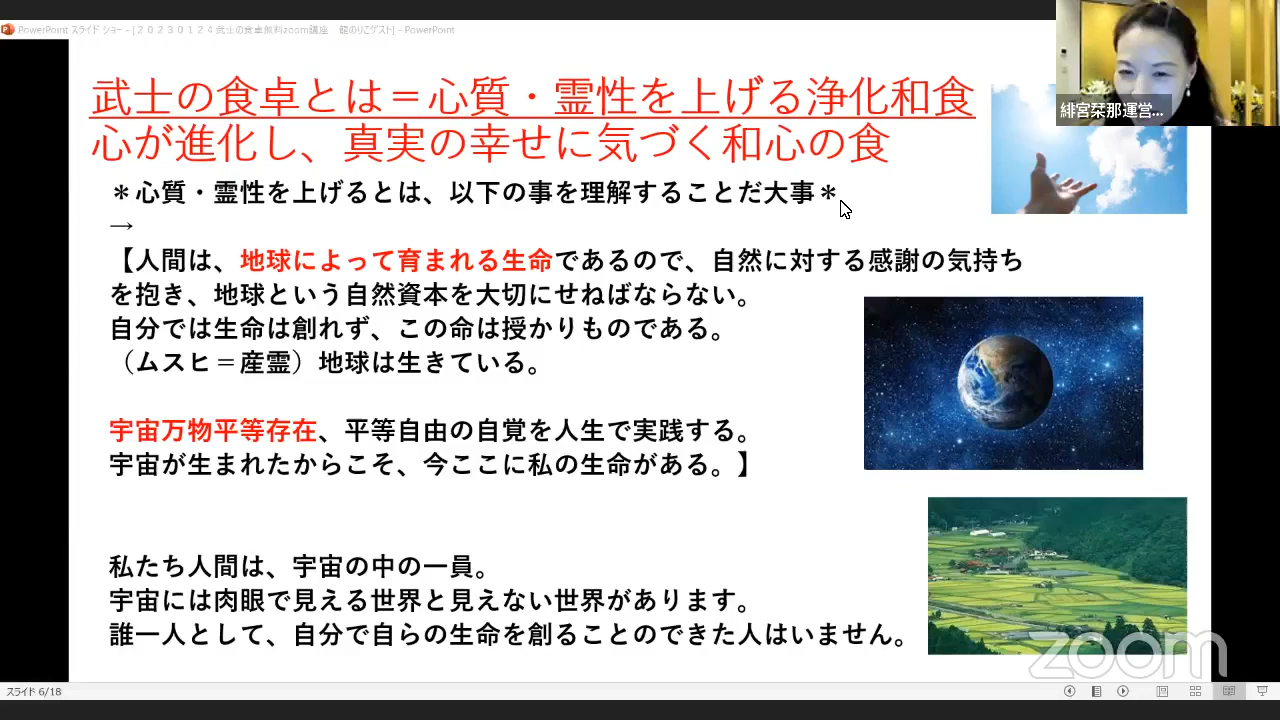 PowerPoint スライド ショー - [２０２３０１２４武士の食卓無料zoom講座　龍のりこゲスト] - PowerPoint
緋宮栞那運営...
武士の食卓とは＝心質・霊性を上げる浄化和食
心が進化し、真実の幸せに気づく和心の食
＊心質・霊性を上げるとは、以下の事を理解することだ大事＊
→
【人間は、地球によって育まれる生命であるので、自然に対する感謝の気持ち
を抱き、地球という自然資本を大切にせねばならない。
自分では生命は創れず、この命は授かりものである。
（ムスヒ＝産霊）地球は生きている。
宇宙万物平等存在、平等自由の自覚を人生で実践する。
宇宙が生まれたからこそ、今ここに私の生命がある。】
私たち人間は、宇宙の中の一員。
宇宙には肉眼で見える世界と見えない世界があります。
誰一人として、自分で自らの生命を創ることのできた人はいません。
zoom
スライド 6/18